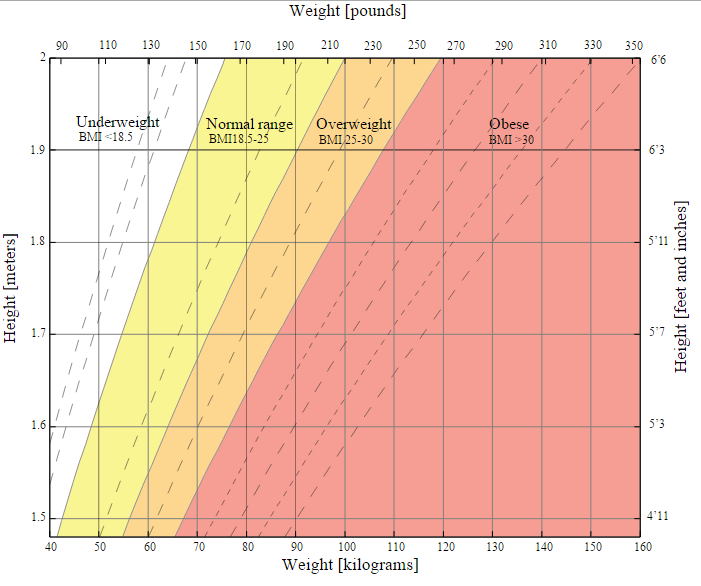 Weight [pounds]
90 110 130 150 170 190 210 230 260 270 290 310 330 350
2 6'6
Underweight Normal range Overweight Obese
BMI <18.5 BMI18.5-25 BMI 25-30 BMI >30
1.9 6'3
1.8 5'11
Height [meters] Height [feet and inches]
1.7 5'7
1.6 5'3
1.5 4'11
40 50 60 70 80 90 100 110 120 130 140 150 160
Weight [kilograms]